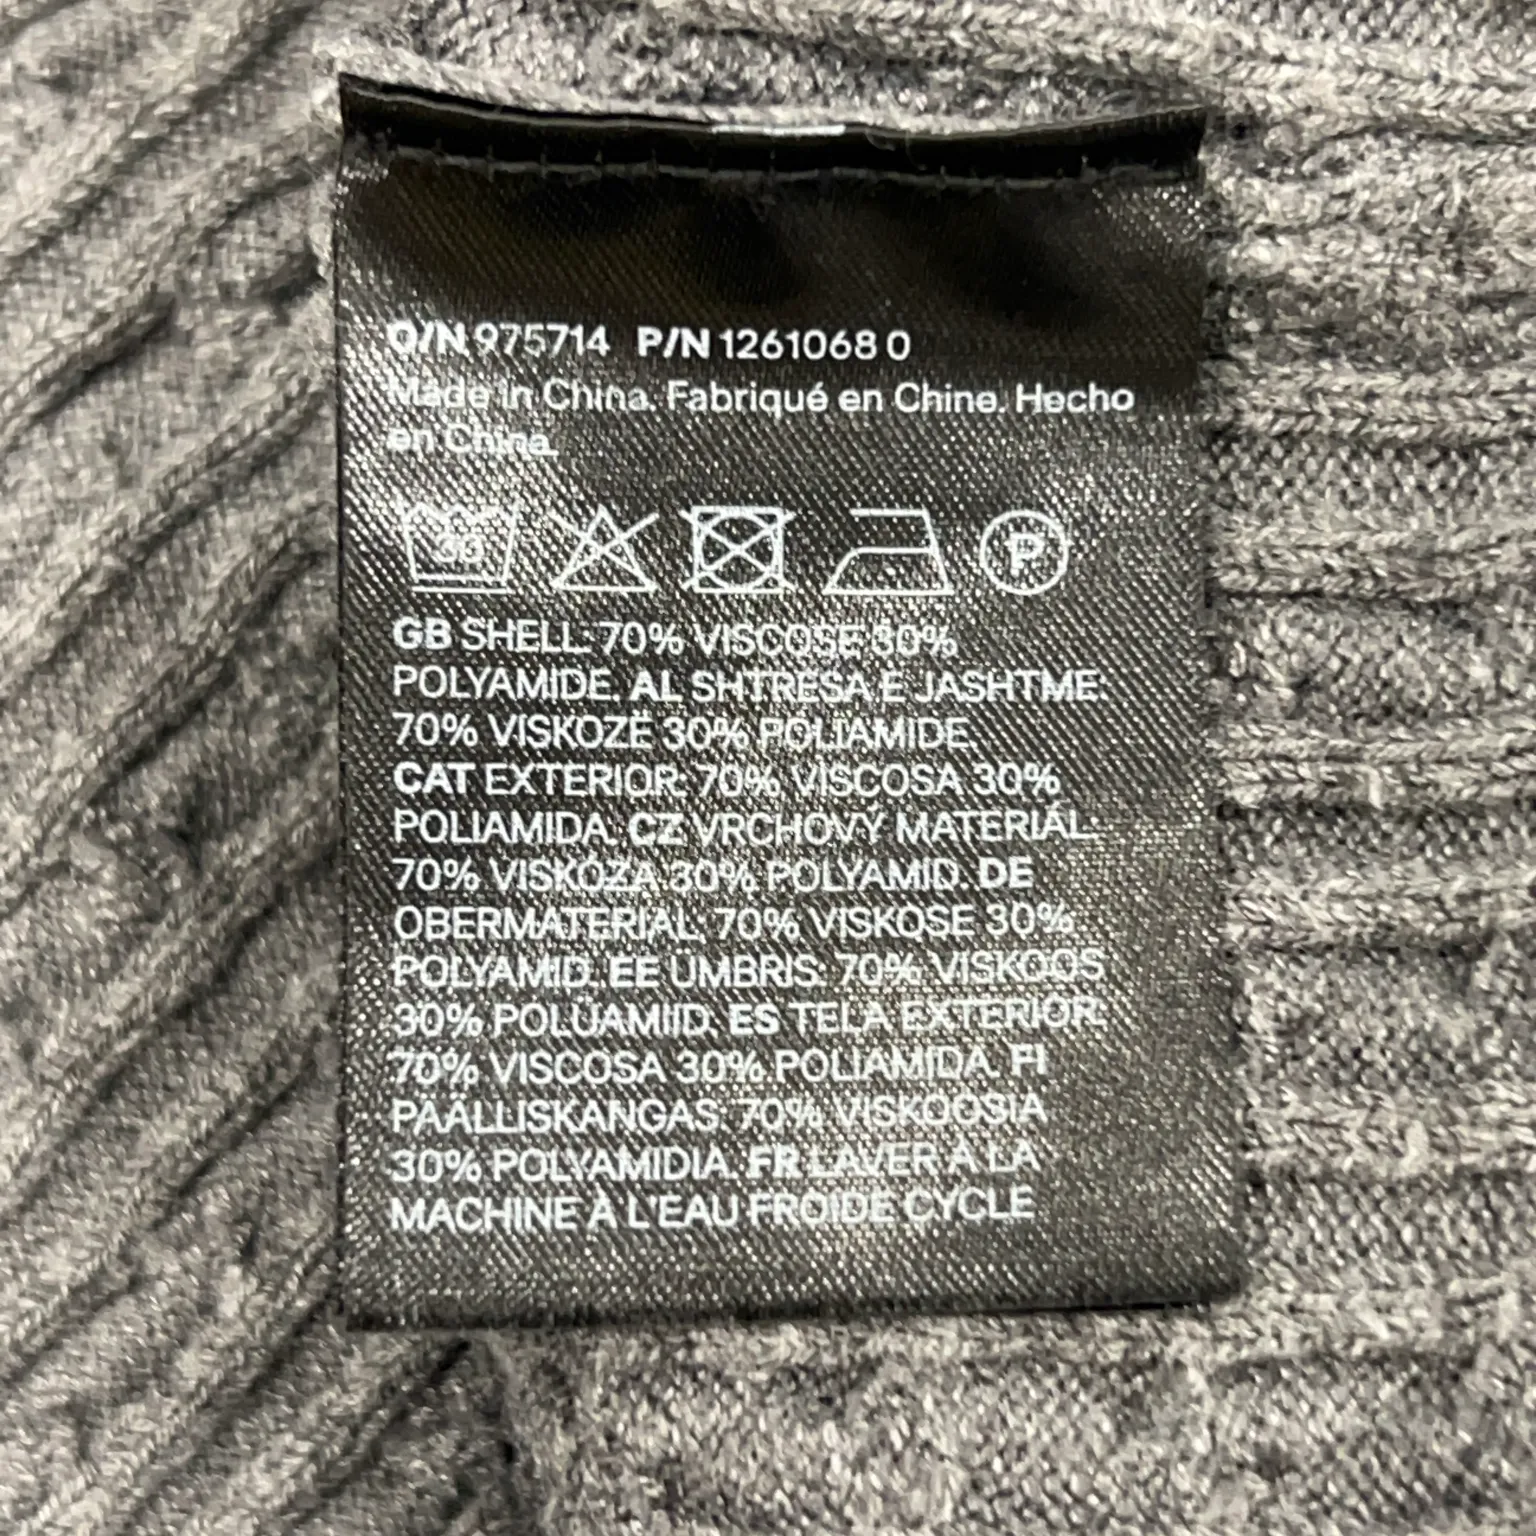 O/N 975714 P/N 1261068 0
Made in China. Fabriqué en Chine. Hecho
en China.
30 P
GB SHELL: 70% VISCOSE 30%
POLYAMIDE. AL SHTRESA E JASHTME:
70% VISKOZË 30% POLIAMIDE.
CAT EXTERIOR: 70% VISCOSA 30%
POLIAMIDA. CZ VRCHOVÝ MATERIÁL:
70% VISKÓZA 30% POLYAMID. DE
OBERMATERIAL: 70% VISKOSE 30%
POLYAMID. EE ÜMBRIS: 70% VISKOOS
30% POLÜAMIID. ES TELA EXTERIOR:
70% VISCOSA 30% POLIAMIDA. FI
PÄÄLLISKANGAS: 70% VISKOOSIA
30% POLYAMIDIA. FR LAVER À LA
MACHINE À L'EAU FROIDE CYCLE